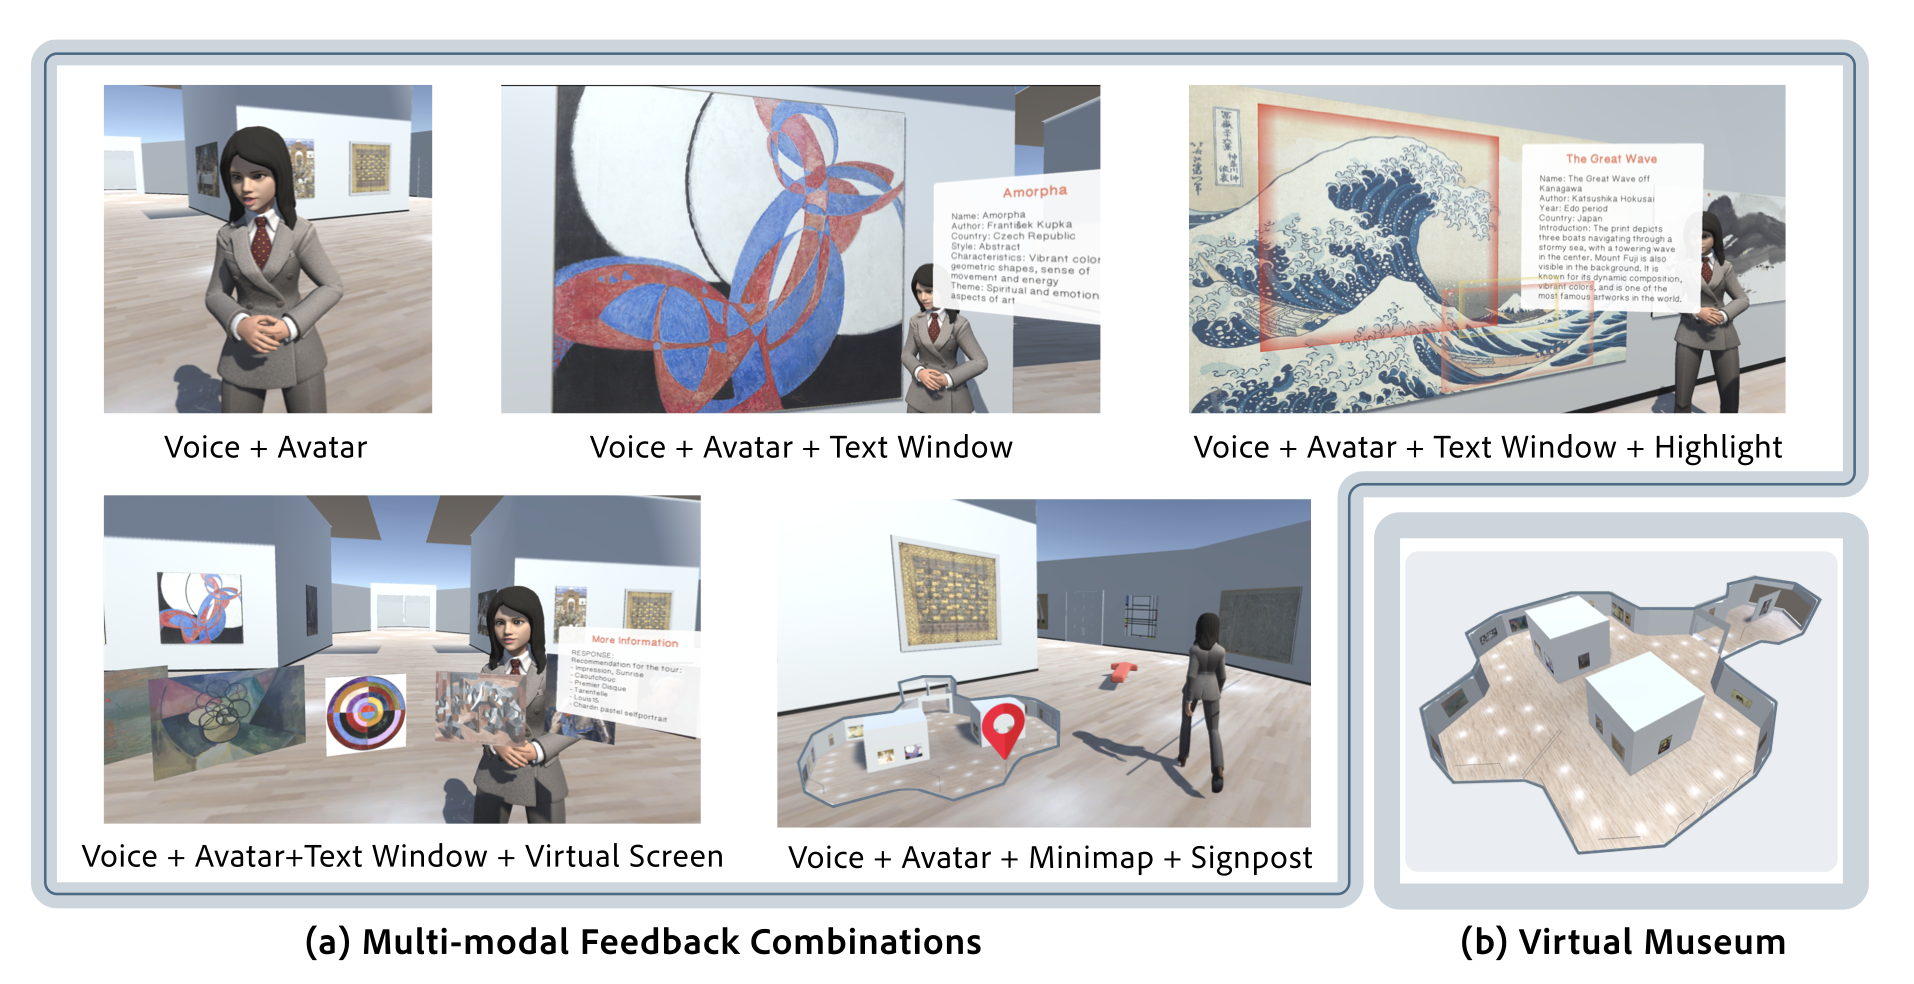 Amorpha
Name: Amorpha
Author: František Kupka
Country: Czech Republic
Style: Abstract
Characteristics: Vibrant color
geometric shapes, sense of
movement and energy
Theme: Spiritual and emotion
aspects of art
The Great Wave
Name: The Great Wave off
Kanagawa
Author: Katsushika Hokusai
Year: Edo period
Country: Japan
Introduction: The print depicts
three boats navigating through a
stormy sea, with a towering wave
in the center. Mount Fuji is also
visible in the background. It is
known for its dynamic composition,
vibrant colors, and is one of the
most famous artworks in the world.
Voice + Avatar
Voice + Avatar + Text Window
Voice + Avatar + Text Window + Highlight
More Information
RESPONSE:
Recommendation for the tour:
- Impression, Sunrise
- Caoutchouc
- Premier Disque
- Tarentelle
- Louis15
- Chardin pastel selfportrait
Voice + Avatar+Text Window + Virtual Screen
Voice + Avatar + Minimap + Signpost
(a) Multi-modal Feedback Combinations
(b) Virtual Museum